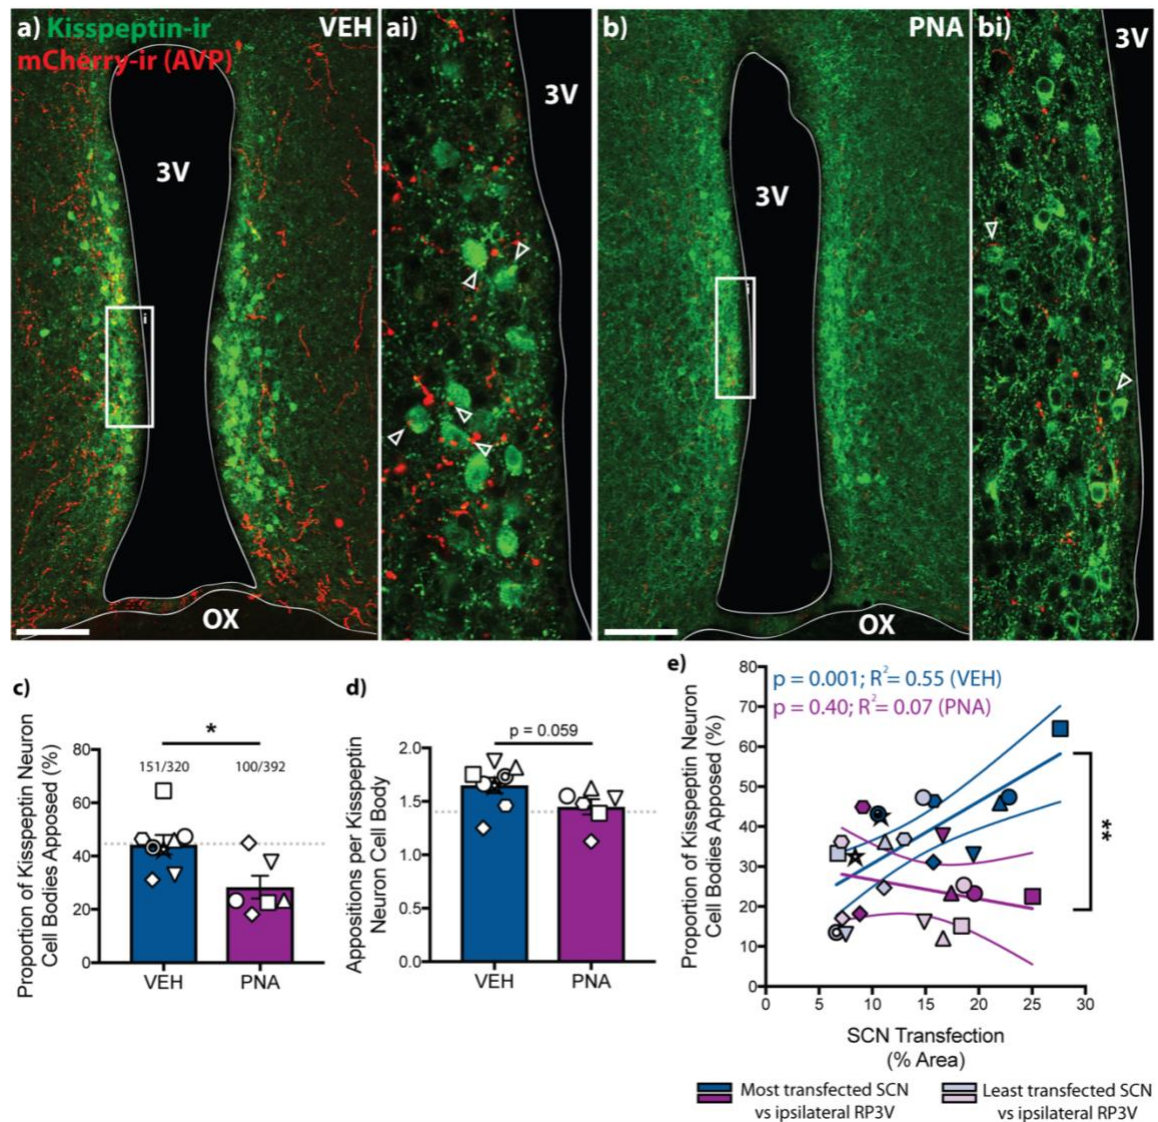 a) Kisspeptin-ir VEH
mCherry-ir (AVP)
3V
i
OX
ai)
3V
b) PNA
3V
i
OX
bi)
3V
c)
Proportion of Kisspeptin Neuron
Cell Bodies Apposed (%)
80
60
40
20
0
*
151/320 100/392
VEH PNA
d)
Appositions per Kisspeptin
Neuron Cell Body
2.0
1.5
1.0
0.5
0.0
p = 0.059
VEH PNA
e)
Proportion of Kisspeptin Neuron
Cell Bodies Apposed (%)
80
70
60
50
40
30
20
10
0
p = 0.001; R²= 0.55 (VEH)
p = 0.40; R²= 0.07 (PNA)
**
0 5 10 15 20 25 30
SCN Transfection
(% Area)
Most transfected SCN
vs ipsilateral RP3V
Least transfected SCN
vs ipsilateral RP3V